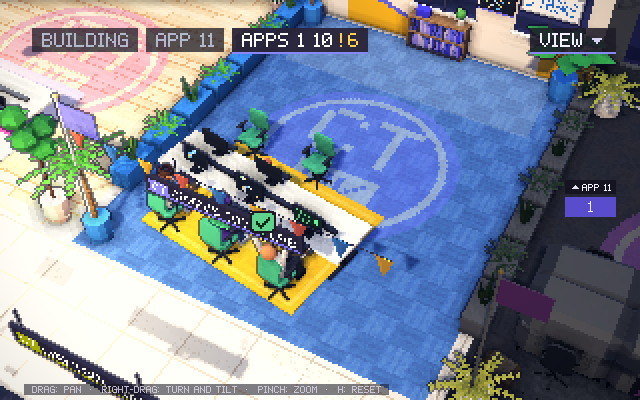 BUILDING APP 11 APPS 1 10 !6
VIEW
APP 11
1
DRAG: PAN · RIGHT-DRAG: TURN AND TILT · PINCH: ZOOM · H: RESET